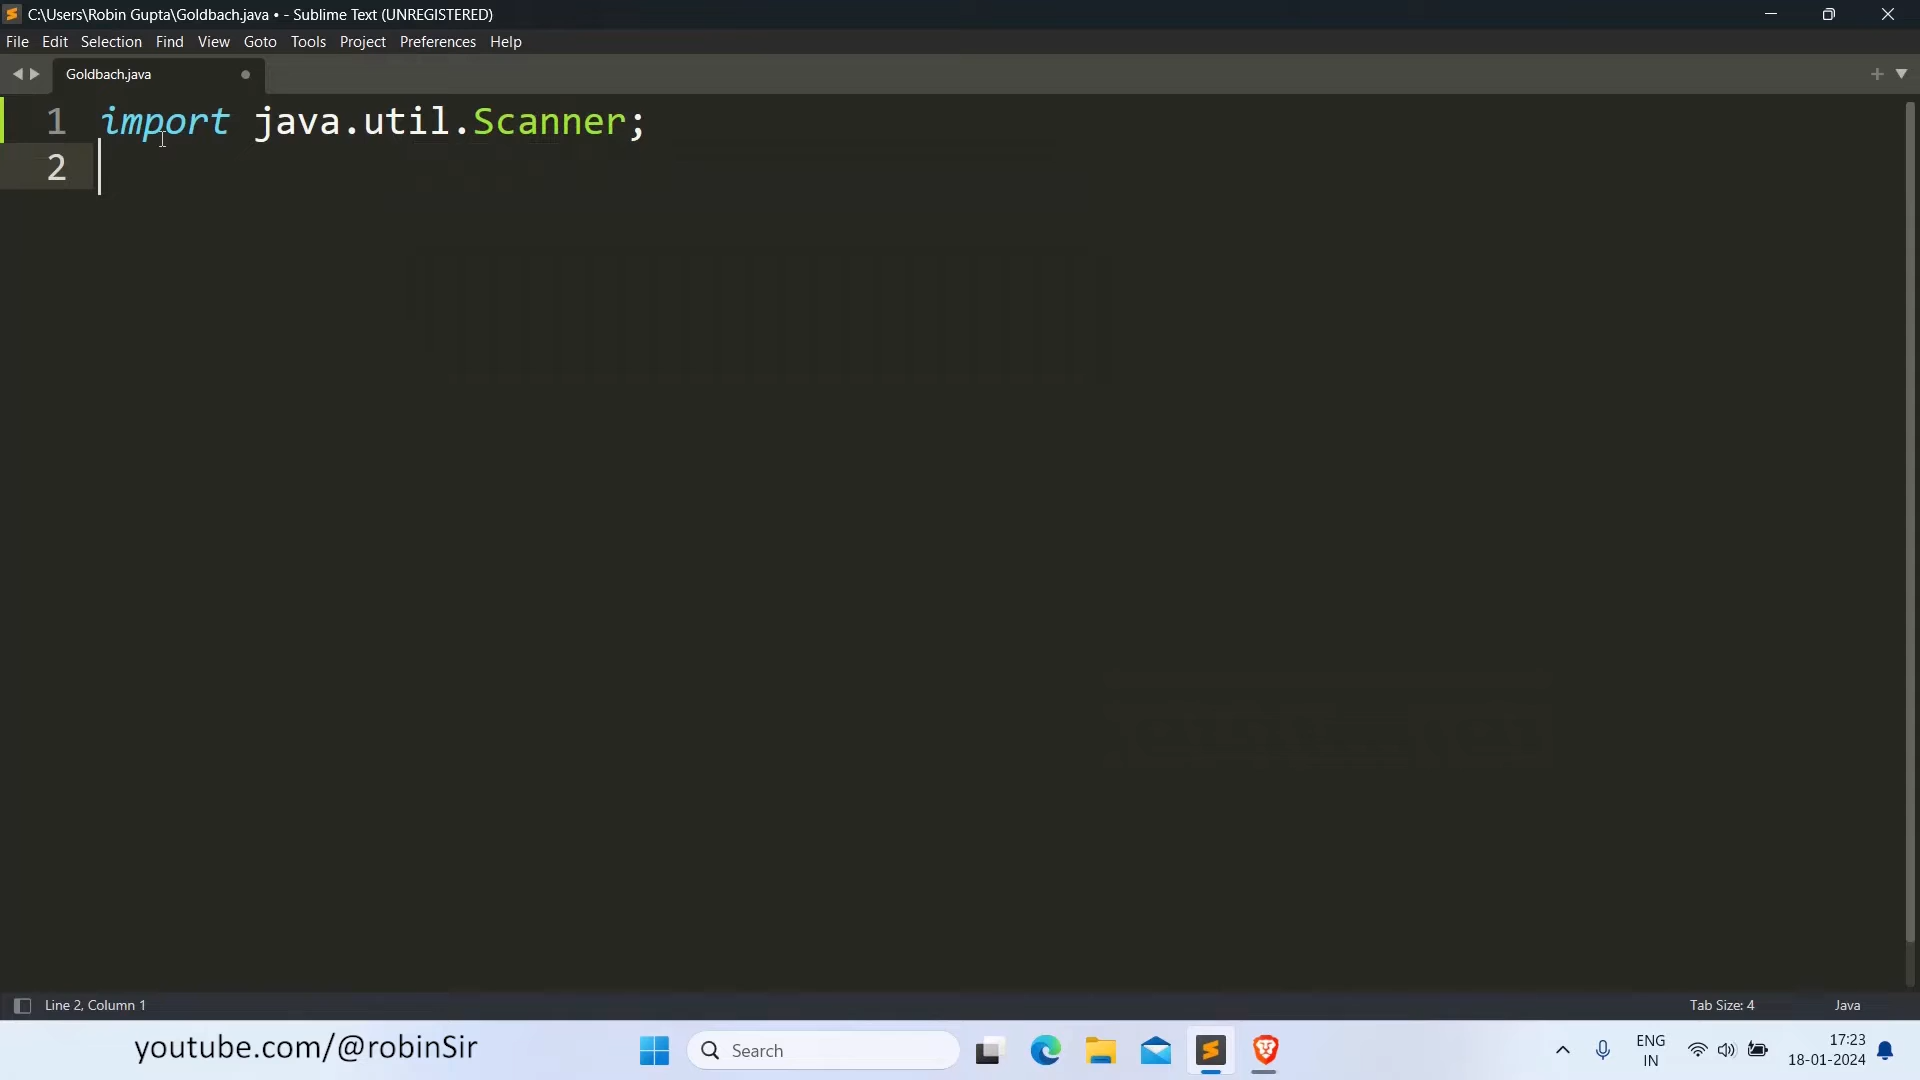 C:\Users\Robin Gupta\Goldbach.java • - Sublime Text (UNREGISTERED)
File Edit Selection Find View Goto Tools Project Preferences Help
Goldbach.java
1 import java.util.Scanner;
2
Line 2, Column 1
Tab Size: 4
Java
youtube.com/@robinSir
Search
ENG
IN
17:23
18-01-2024